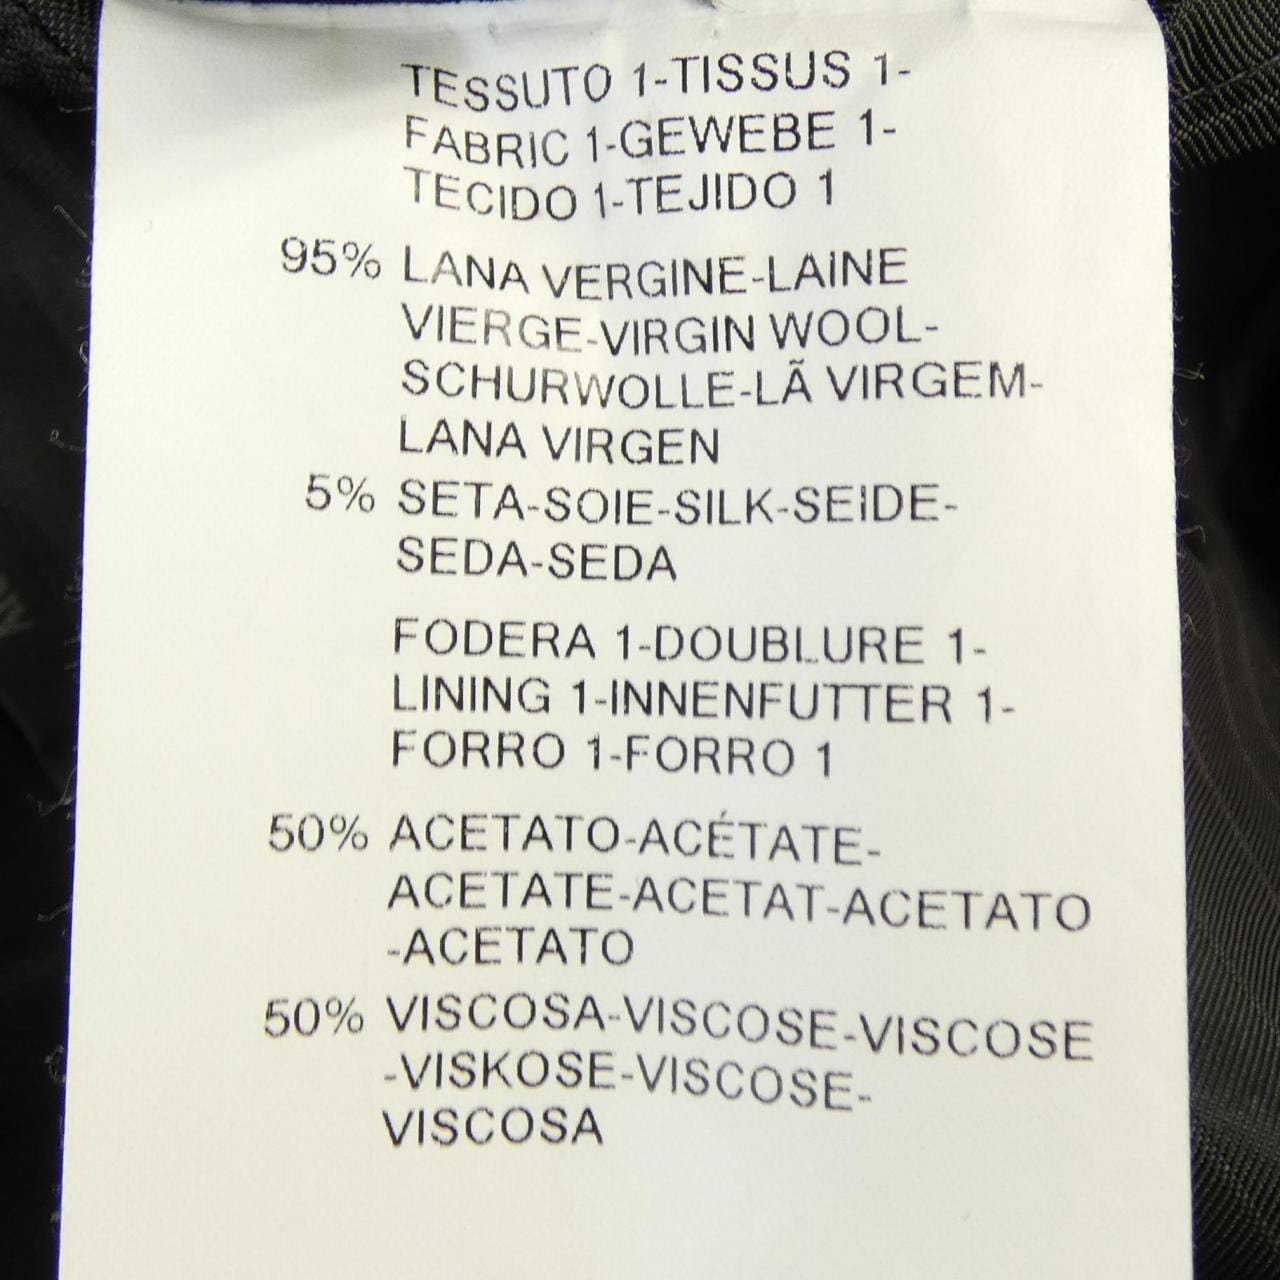 TESSUTO 1-TISSUS 1-
FABRIC 1-GEWEBE 1-
TECIDO 1-TEJIDO 1
95% LANA VERGINE-LAINE
VIERGE-VIRGIN WOOL-
SCHURWOLLE-LÃ VIRGEM-
LANA VIRGEN
5% SETA-SOIE-SILK-SEIDE-
SEDA-SEDA
FODERA 1-DOUBLURE 1-
LINING 1-INNENFUTTER 1-
FORRO 1-FORRO 1
50% ACETATO-ACÉTATE-
ACETATE-ACETAT-ACETATO
-ACETATO
50% VISCOSA-VISCOSE-VISCOSE
-VISKOSE-VISCOSE-
VISCOSA